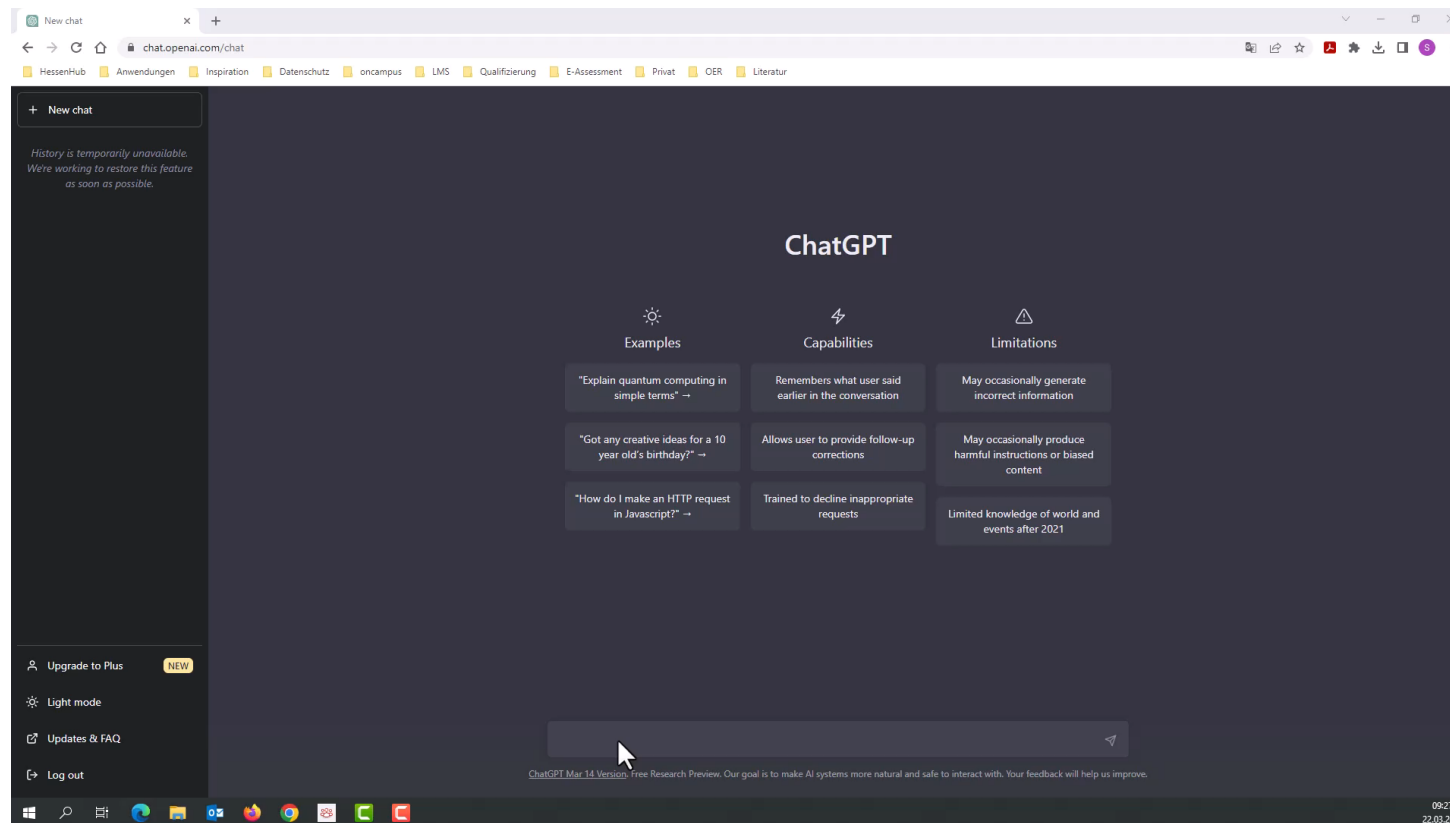 New chat
chat.openai.com/chat
HessenHub Anwendungen Inspiration Datenschutz oncampus LMS Qualifizierung E-Assessment Privat OER Literatur
+ New chat
History is temporarily unavailable.
We're working to restore this feature
as soon as possible.
ChatGPT
Examples
"Explain quantum computing in
simple terms" →
"Got any creative ideas for a 10
year old's birthday?" →
"How do I make an HTTP request
in Javascript?" →
Capabilities
Remembers what user said
earlier in the conversation
Allows user to provide follow-up
corrections
Trained to decline inappropriate
requests
Limitations
May occasionally generate
incorrect information
May occasionally produce
harmful instructions or biased
content
Limited knowledge of world and
events after 2021
Upgrade to Plus NEW
Light mode
Updates & FAQ
Log out
ChatGPT Mar 14 Version. Free Research Preview. Our goal is to make AI systems more natural and safe to interact with. Your feedback will help us improve.
S
09:27
22.03.2